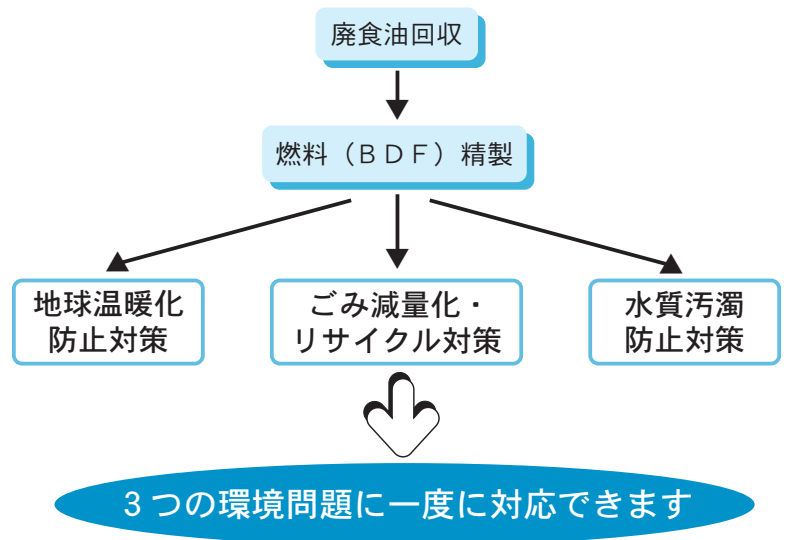 廃食油回収
燃料（ＢＤＦ）精製
地球温暖化
防止対策
ごみ減量化・
リサイクル対策
水質汚濁
防止対策
３つの環境問題に一度に対応できます